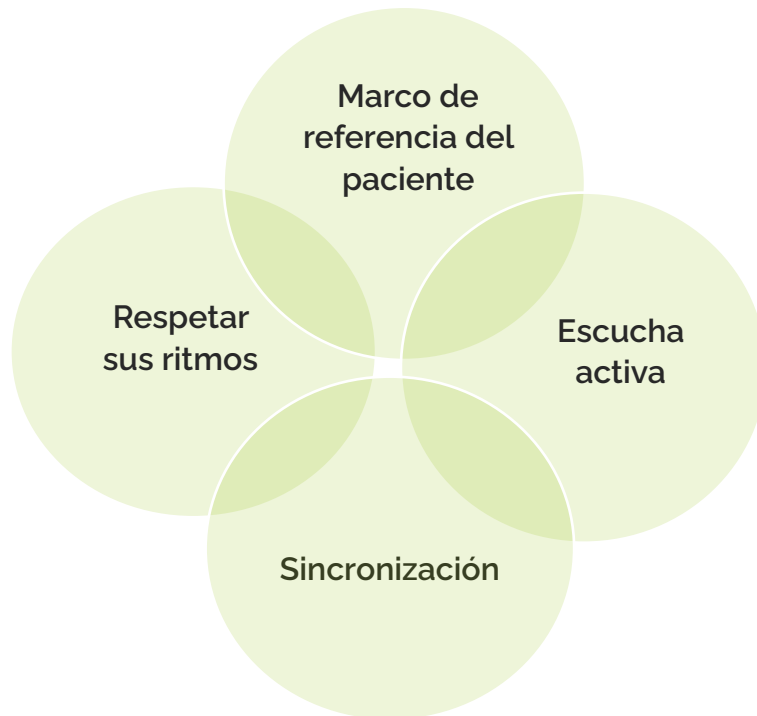 Marco de
referencia del
paciente
Respetar
sus ritmos
Escucha
activa
Sincronización